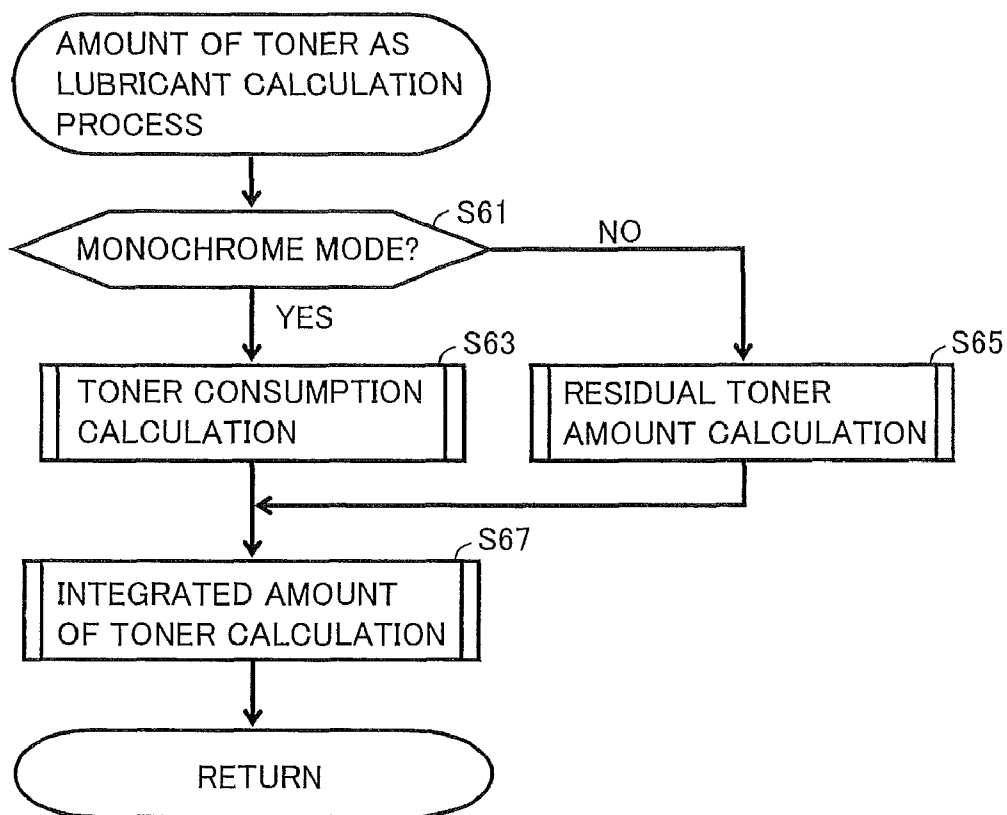 AMOUNT OF TONER AS
LUBRICANT CALCULATION
PROCESS
S61
MONOCHROME MODE?
NO
YES
S63
TONER CONSUMPTION
CALCULATION
S65
RESIDUAL TONER
AMOUNT CALCULATION
S67
INTEGRATED AMOUNT
OF TONER CALCULATION
RETURN